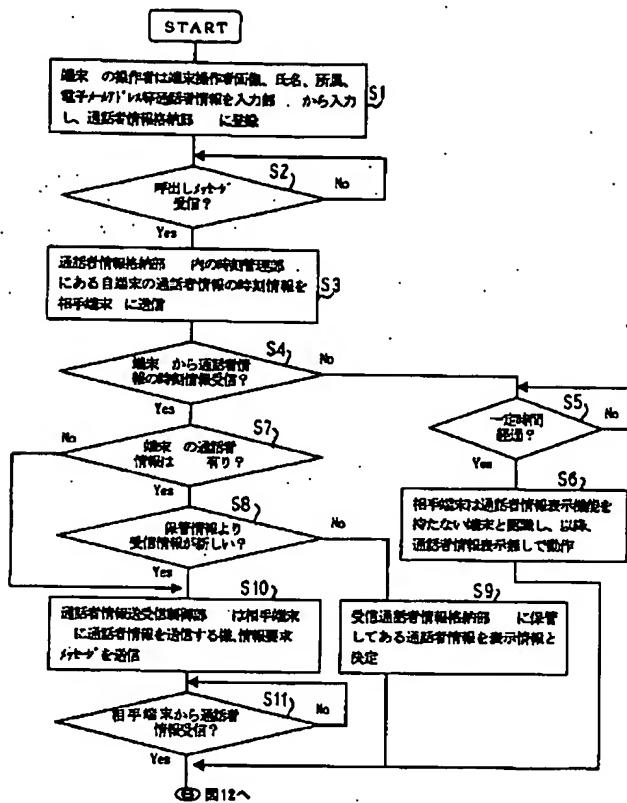 START
端末 の操作者は端末操作者画像、氏名、所属、
電子メールアドレス等通話者情報を入力部 から入力
し、通話者情報格納部 に登録
S1
S2
呼出しメッセージ
受信?
No
Yes
通話者情報格納部 内の時刻管理部
にある自端末の通話者情報の時刻情報を
相手端末 に送信
S3
S4
端末 から通話者情
報の時刻情報受信?
No
Yes
S5
一定時間
経過?
No
Yes
S7
端末 の通話者
情報は 有り?
No
Yes
S6
相手端末は通話者情報表示機能を
持たない端末と認識し、以降、
通話者情報表示無しで動作
S8
保管情報より
受信情報が新しい?
No
Yes
S10
通話者情報送受信制御部 は相手端末
に通話者情報を送信する様、情報要求
メッセージを送信
S9
受信通話者情報格納部 に保管
してある通話者情報を表示情報と
決定
S11
相手端末から通話者
情報受信?
No
Yes
B 図12へ